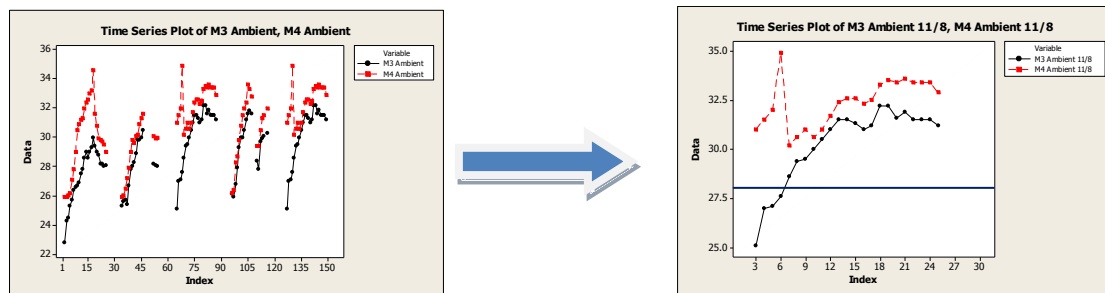 Time Series Plot of M3 Ambient, M4 Ambient
36
34
32
30
28
26
24
22
Data
1 15 30 45 60 75 90 105 120 135 150
Index
Variable
M3 Ambient
M4 Ambient
Time Series Plot of M3 Ambient 11/8, M4 Ambient 11/8
35.0
32.5
30.0
27.5
25.0
Data
3 6 9 12 15 18 21 24 27 30
Index
Variable
M3 Ambient 11/8
M4 Ambient 11/8